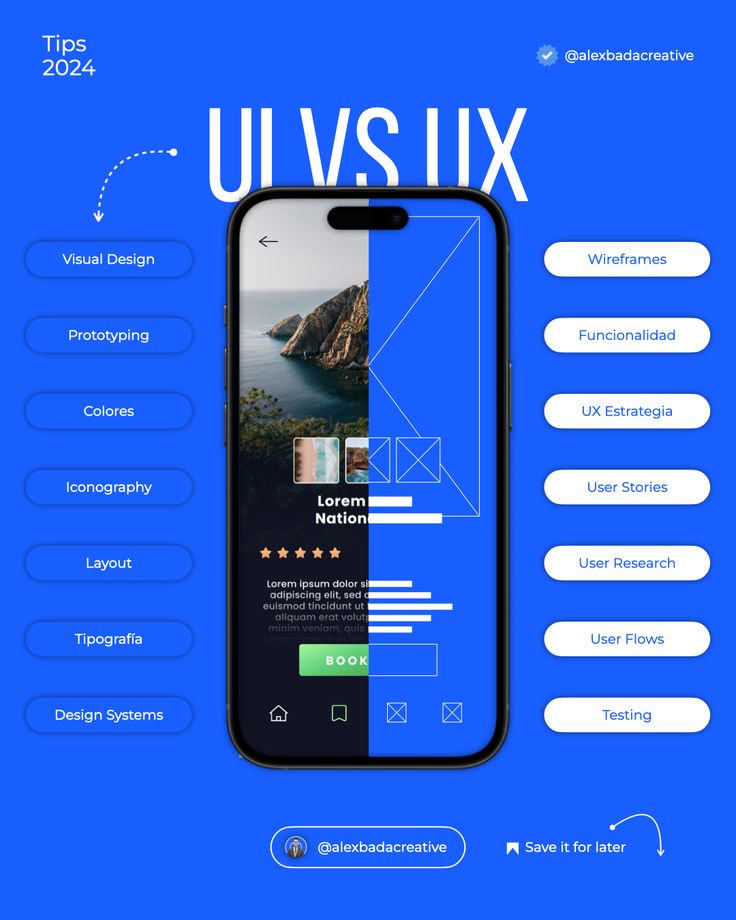 Tips
2024
@alexbadacreative
UI VS UX
Visual Design
Prototyping
Colores
Iconography
Layout
Tipografía
Design Systems
Lorem
Nation
Lorem ipsum dolor si
adipiscing elit, sed
euismod tincidunt ut
aliquam erat volutp
minim veniam, quis
BOOK
Wireframes
Funcionalidad
UX Estrategia
User Stories
User Research
User Flows
Testing
@alexbadacreative
Save it for later